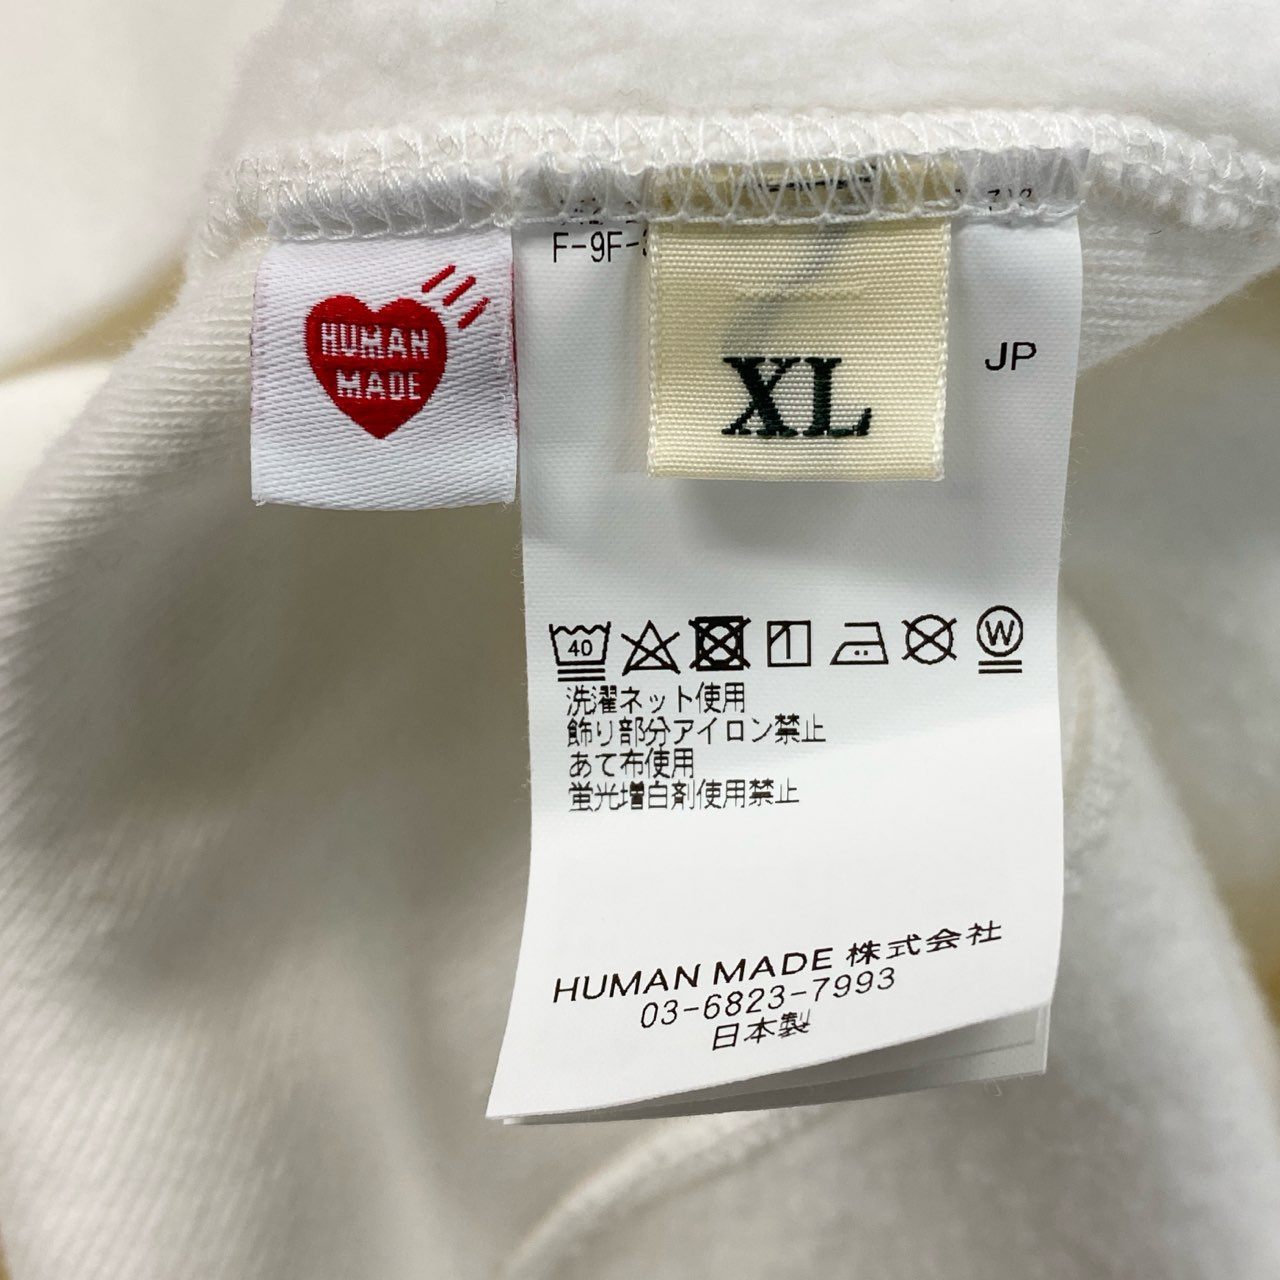 HUMAN
MADE
F-9F-
XL
JP
40
W
洗濯ネット使用
飾り部分アイロン禁止
あて布使用
蛍光増白剤使用禁止
HUMAN MADE 株式会社
03-6823-7993
日本製